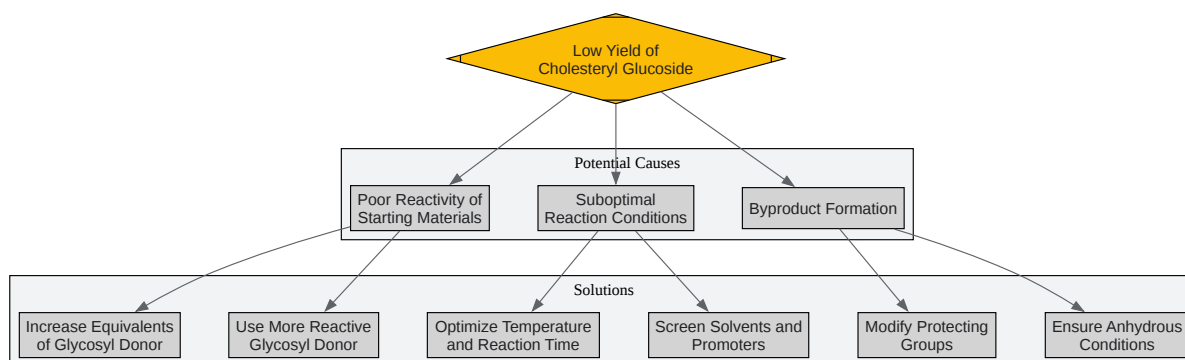 Low Yield of
Cholesteryl Glucoside
Potential Causes
Poor Reactivity of
Starting Materials
Suboptimal
Reaction Conditions
Byproduct Formation
Solutions
Increase Equivalents
of Glycosyl Donor
Use More Reactive
Glycosyl Donor
Optimize Temperature
and Reaction Time
Screen Solvents and
Promoters
Modify Protecting
Groups
Ensure Anhydrous
Conditions